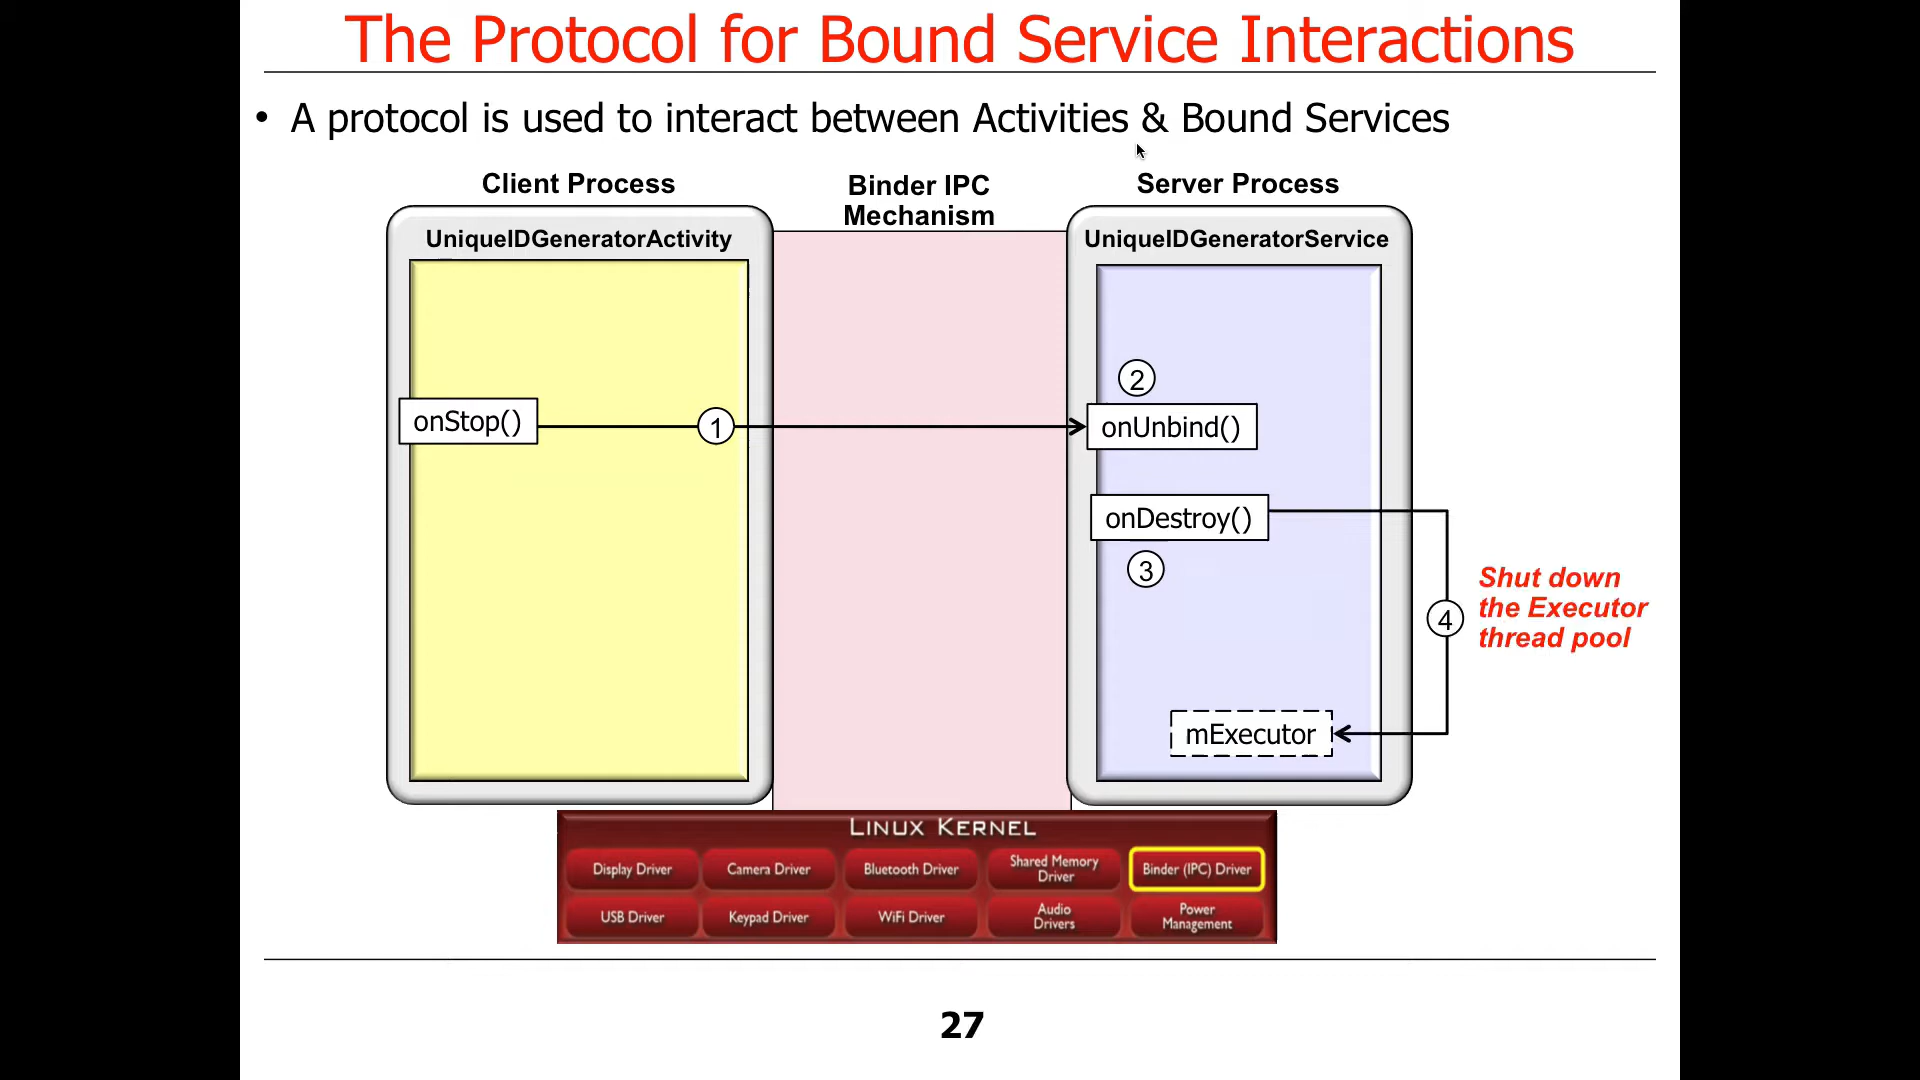 The Protocol for Bound Service Interactions
• A protocol is used to interact between Activities & Bound Services
Client Process
Binder IPC
Mechanism
Server Process
UniqueIDGeneratorActivity
UniqueIDGeneratorService
2
onStop()
1
onUnbind()
onDestroy()
3
Shut down
the Executor
thread pool
4
mExecutor
LINUX KERNEL
Display Driver
Camera Driver
Bluetooth Driver
Shared Memory
Driver
Binder (IPC) Driver
USB Driver
Keypad Driver
WiFi Driver
Audio
Drivers
Power
Management
27